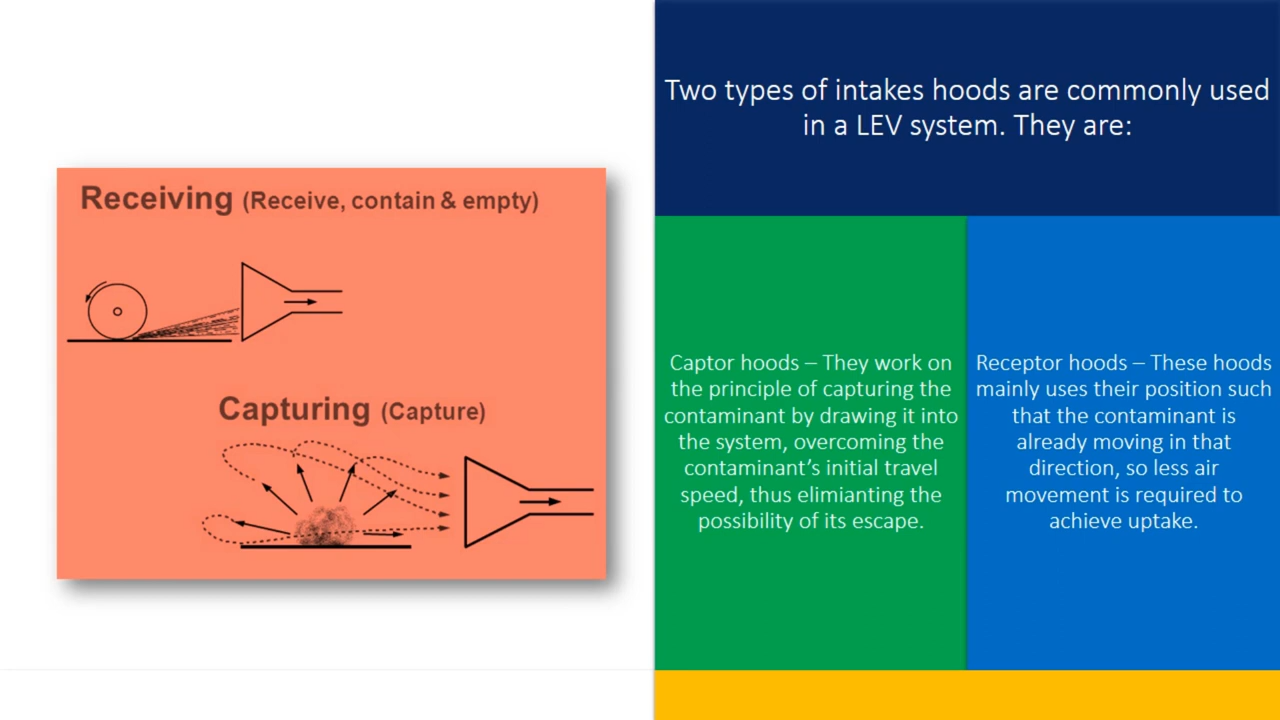 Receiving (Receive, contain & empty)
Capturing (Capture)
Two types of intakes hoods are commonly used
in a LEV system. They are:
Captor hoods – They work on
the principle of capturing the
contaminant by drawing it into
the system, overcoming the
contaminant's initial travel
speed, thus elimianting the
possibility of its escape.
Receptor hoods – These hoods
mainly uses their position such
that the contaminant is
already moving in that
direction, so less air
movement is required to
achieve uptake.